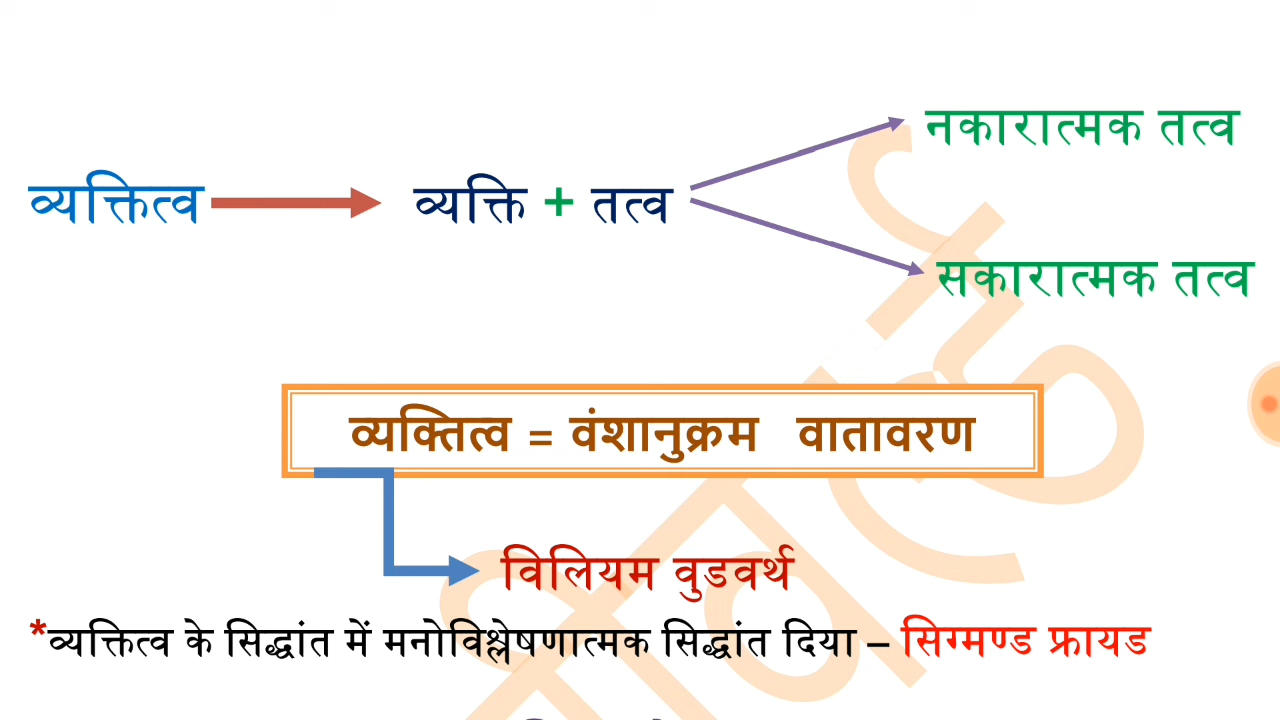 नकारात्मक तत्व
व्यक्तित्व व्यक्ति + तत्व
सकारात्मक तत्व
व्यक्तित्व = वंशानुक्रम वातावरण
विलियम वुडवर्थ
*व्यक्तित्व के सिद्धांत में मनोविश्लेषणात्मक सिद्धांत दिया – सिग्मण्ड फ्रायड